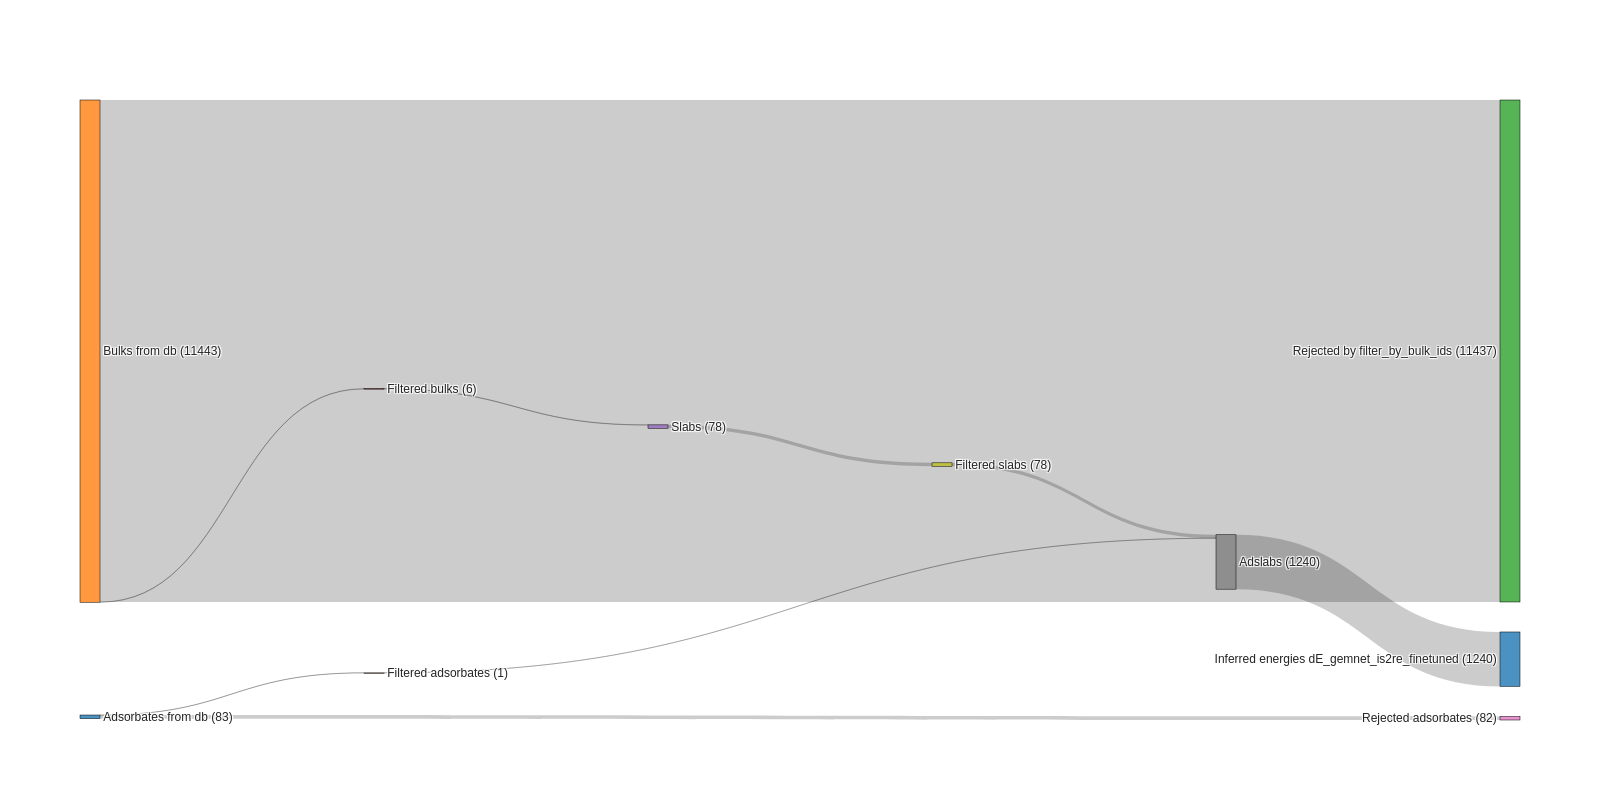 Bulks from db (11443)
Rejected by filter_by_bulk_ids (11437)
Filtered bulks (6)
Slabs (78)
Filtered slabs (78)
Adslabs (1240)
Inferred energies dE_gemnet_is2re_finetuned (1240)
Filtered adsorbates (1)
Adsorbates from db (83)
Rejected adsorbates (82)